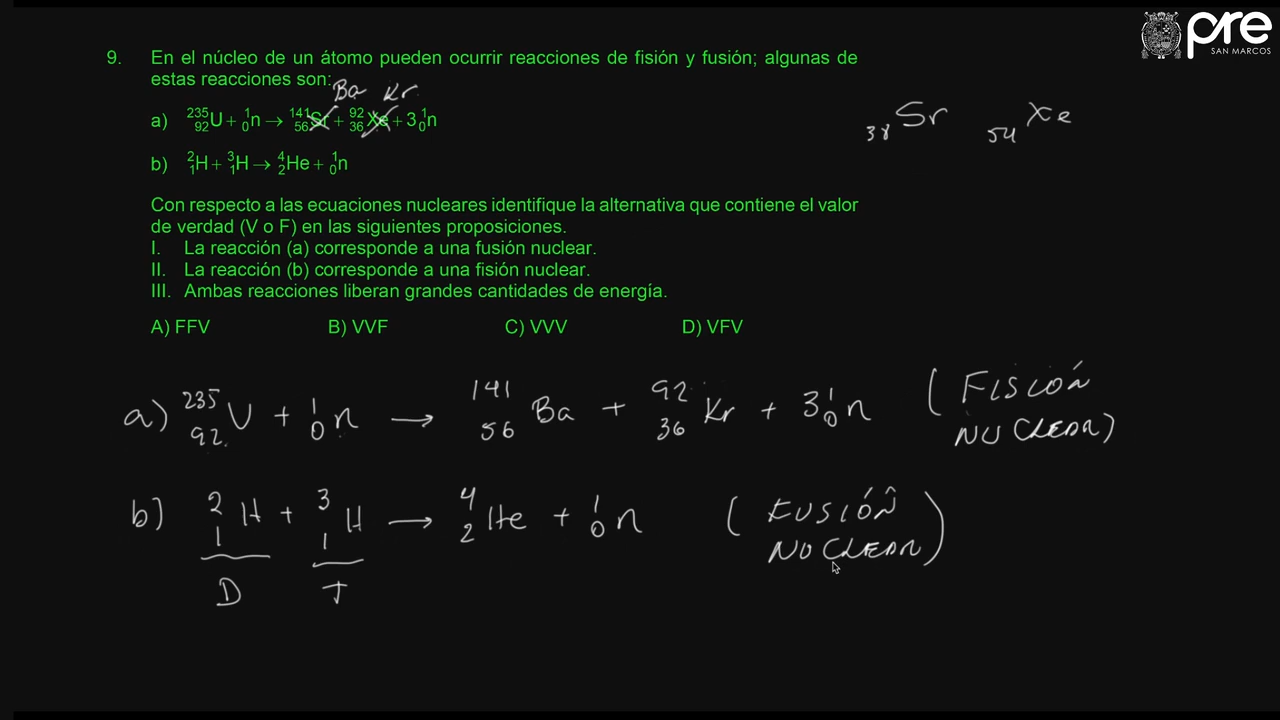 pre
SAN MARCOS
9. En el núcleo de un átomo pueden ocurrir reacciones de fisión y fusión; algunas de
estas reacciones son:
Ba Kr
a) ²³⁵₉₂U + ¹₀n → ¹⁴¹₅₆Sr + ⁹²₃₆Xe + 3 ¹₀n
₃₈Sr ₅₄Xe
b) ²₁H + ³₁H → ⁴₂He + ¹₀n
Con respecto a las ecuaciones nucleares identifique la alternativa que contiene el valor
de verdad (V o F) en las siguientes proposiciones.
I. La reacción (a) corresponde a una fusión nuclear.
II. La reacción (b) corresponde a una fisión nuclear.
III. Ambas reacciones liberan grandes cantidades de energía.
A) FFV B) VVF C) VVV D) VFV
a) ²³⁵₉₂U + ¹₀n → ¹⁴¹₅₆Ba + ⁹²₃₆Kr + 3 ¹₀n (FISIÓN
NUCLEAR)
b) ²₁H + ³₁H → ⁴₂He + ¹₀n (FUSIÓN
NUCLEAR)
D T